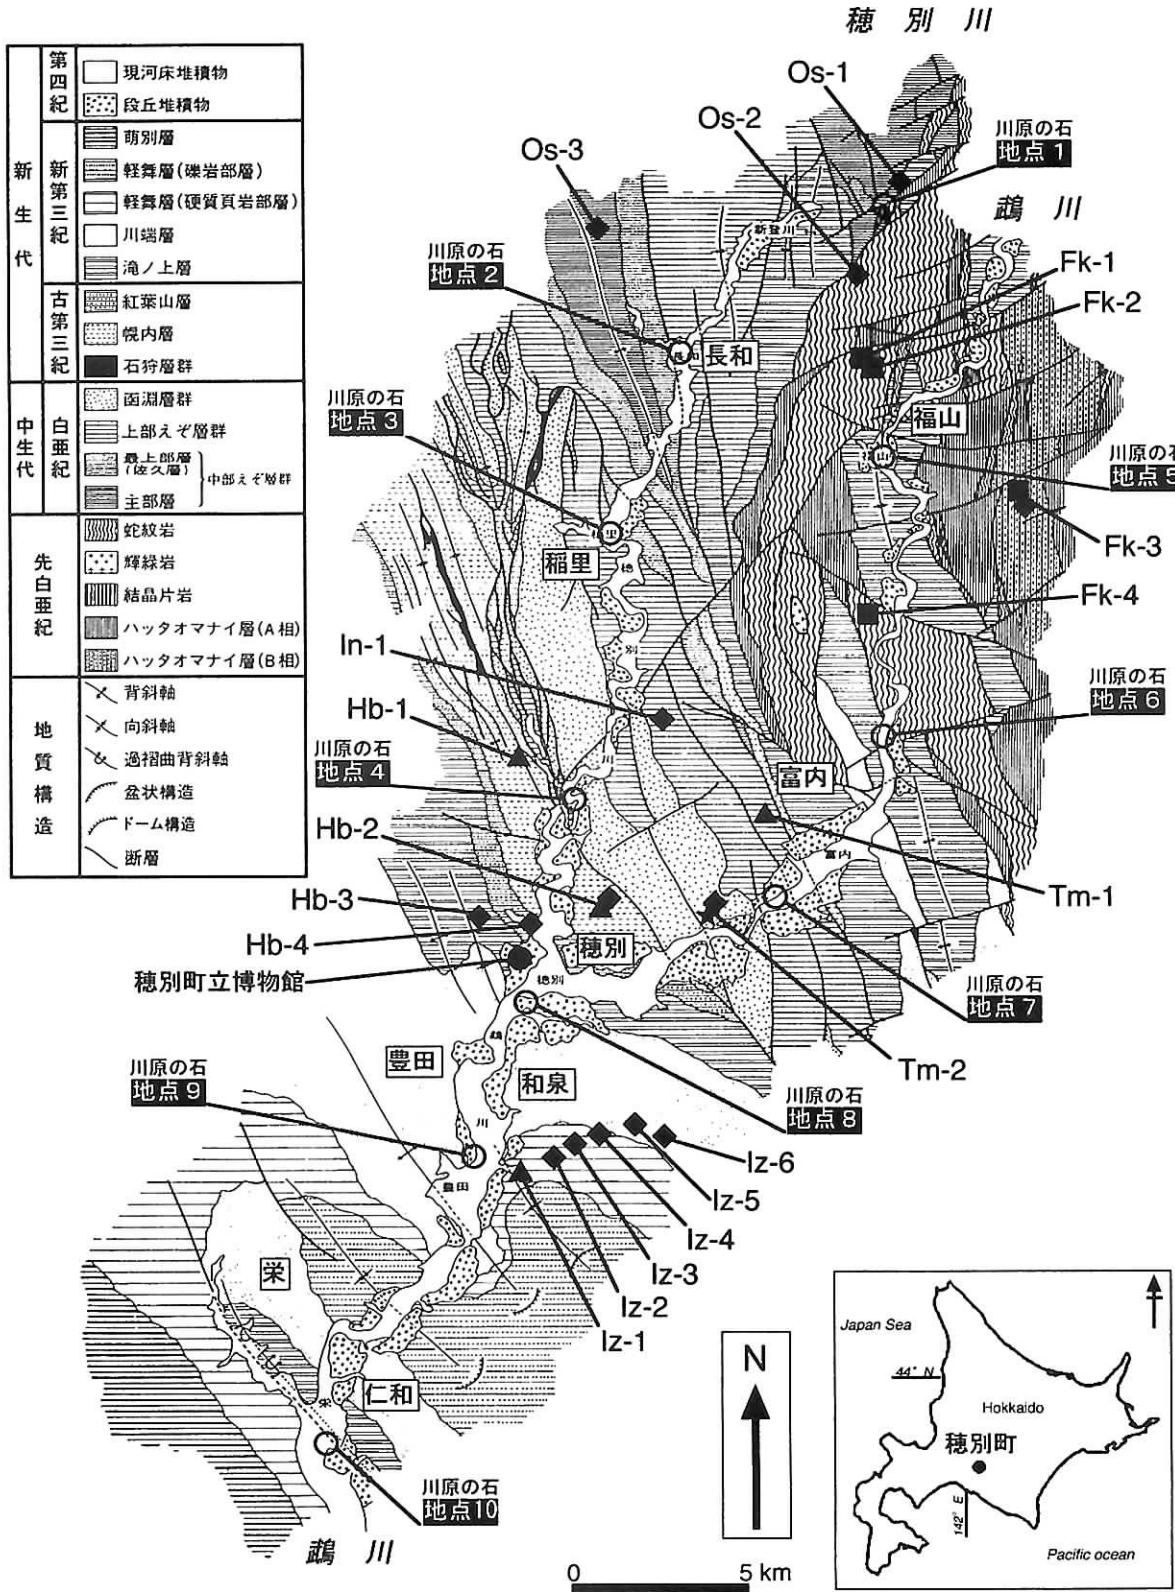 穂別川
新生代
第四紀
現河床堆積物
段丘堆積物
新第三紀
萌別層
軽舞層(礫岩部層)
軽舞層(硬質頁岩部層)
川端層
滝ノ上層
古第三紀
紅葉山層
幌内層
石狩層群
中生代
白亜紀
函淵層群
上部えぞ層群
最上部層
(佐久層)
主部層
中部えぞ層群
先白亜紀
蛇紋岩
輝緑岩
結晶片岩
ハッタオマナイ層(A相)
ハッタオマナイ層(B相)
地質構造
背斜軸
向斜軸
過褶曲背斜軸
盆状構造
ドーム構造
断層
Os-1
Os-2
Os-3
川原の石
地点1
鵡川
新登川
川原の石
地点2
Fk-1
Fk-2
長和
川原の石
地点3
福山
川原の石
地点5
稲里
穂
Fk-3
Fk-4
別
In-1
川原の石
地点6
Hb-1
川
川原の石
地点4
富内
Hb-2
富内
Tm-1
Hb-3
Hb-4
穂別
穂別町立博物館
穂別
川原の石
地点7
Tm-2
鵡
豊田
和泉
川原の石
地点9
川原の石
地点8
川
豊田
Iz-6
Iz-5
Iz-4
Iz-3
Iz-2
Iz-1
栄
仁和
栄
川原の石
地点10
鵡川
N
0
5 km
Japan Sea
44° N
Hokkaido
穂別町
142° E
Pacific ocean